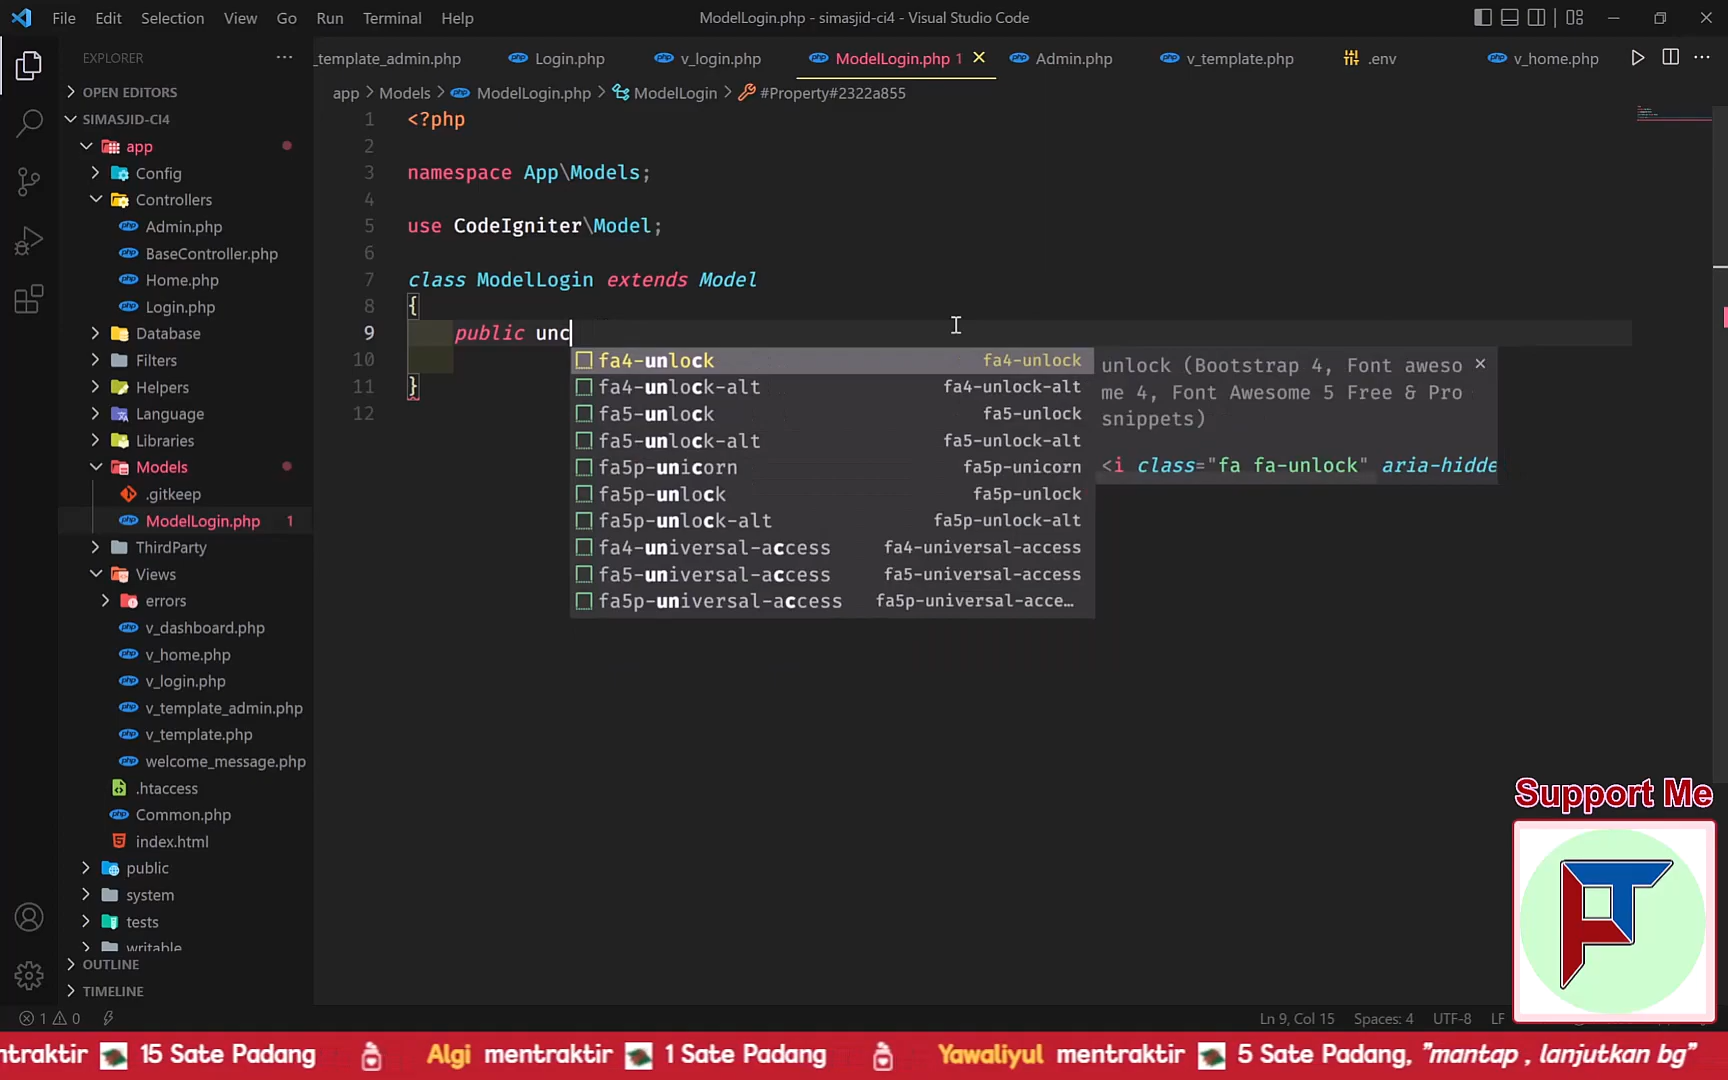 File Edit Selection View Go Run Terminal Help
ModelLogin.php - simasjid-ci4 - Visual Studio Code
EXPLORER
_template_admin.php Login.php v_login.php ModelLogin.php 1 Admin.php v_template.php .env v_home.php
OPEN EDITORS
SIMASJID-CI4
app
Config
Controllers
Admin.php
BaseController.php
Home.php
Login.php
Database
Filters
Helpers
Language
Libraries
Models
.gitkeep
ModelLogin.php 1
ThirdParty
Views
errors
v_dashboard.php
v_home.php
v_login.php
v_template_admin.php
v_template.php
welcome_message.php
.htaccess
Common.php
index.html
public
system
tests
writable
OUTLINE
TIMELINE
app > Models > ModelLogin.php > ModelLogin > #Property#2322a855
1 <?php
2
3 namespace App\Models;
4
5 use CodeIgniter\Model;
6
7 class ModelLogin extends Model
8 {
9 public unc
10
11 }
12
fa4-unlock fa4-unlock
fa4-unlock-alt fa4-unlock-alt
fa5-unlock fa5-unlock
fa5-unlock-alt fa5-unlock-alt
fa5p-unicorn fa5p-unicorn
fa5p-unlock fa5p-unlock
fa5p-unlock-alt fa5p-unlock-alt
fa4-universal-access fa4-universal-access
fa5-universal-access fa5-universal-access
fa5p-universal-access fa5p-universal-acce…
unlock (Bootstrap 4, Font aweso
me 4, Font Awesome 5 Free & Pro
snippets)
<i class="fa fa-unlock" aria-hidde
Support Me
1 0
Ln 9, Col 15 Spaces: 4 UTF-8 LF
ntraktir 15 Sate Padang Algi mentraktir 1 Sate Padang Yawaliyul mentraktir 5 Sate Padang, "mantap , lanjutkan bg"